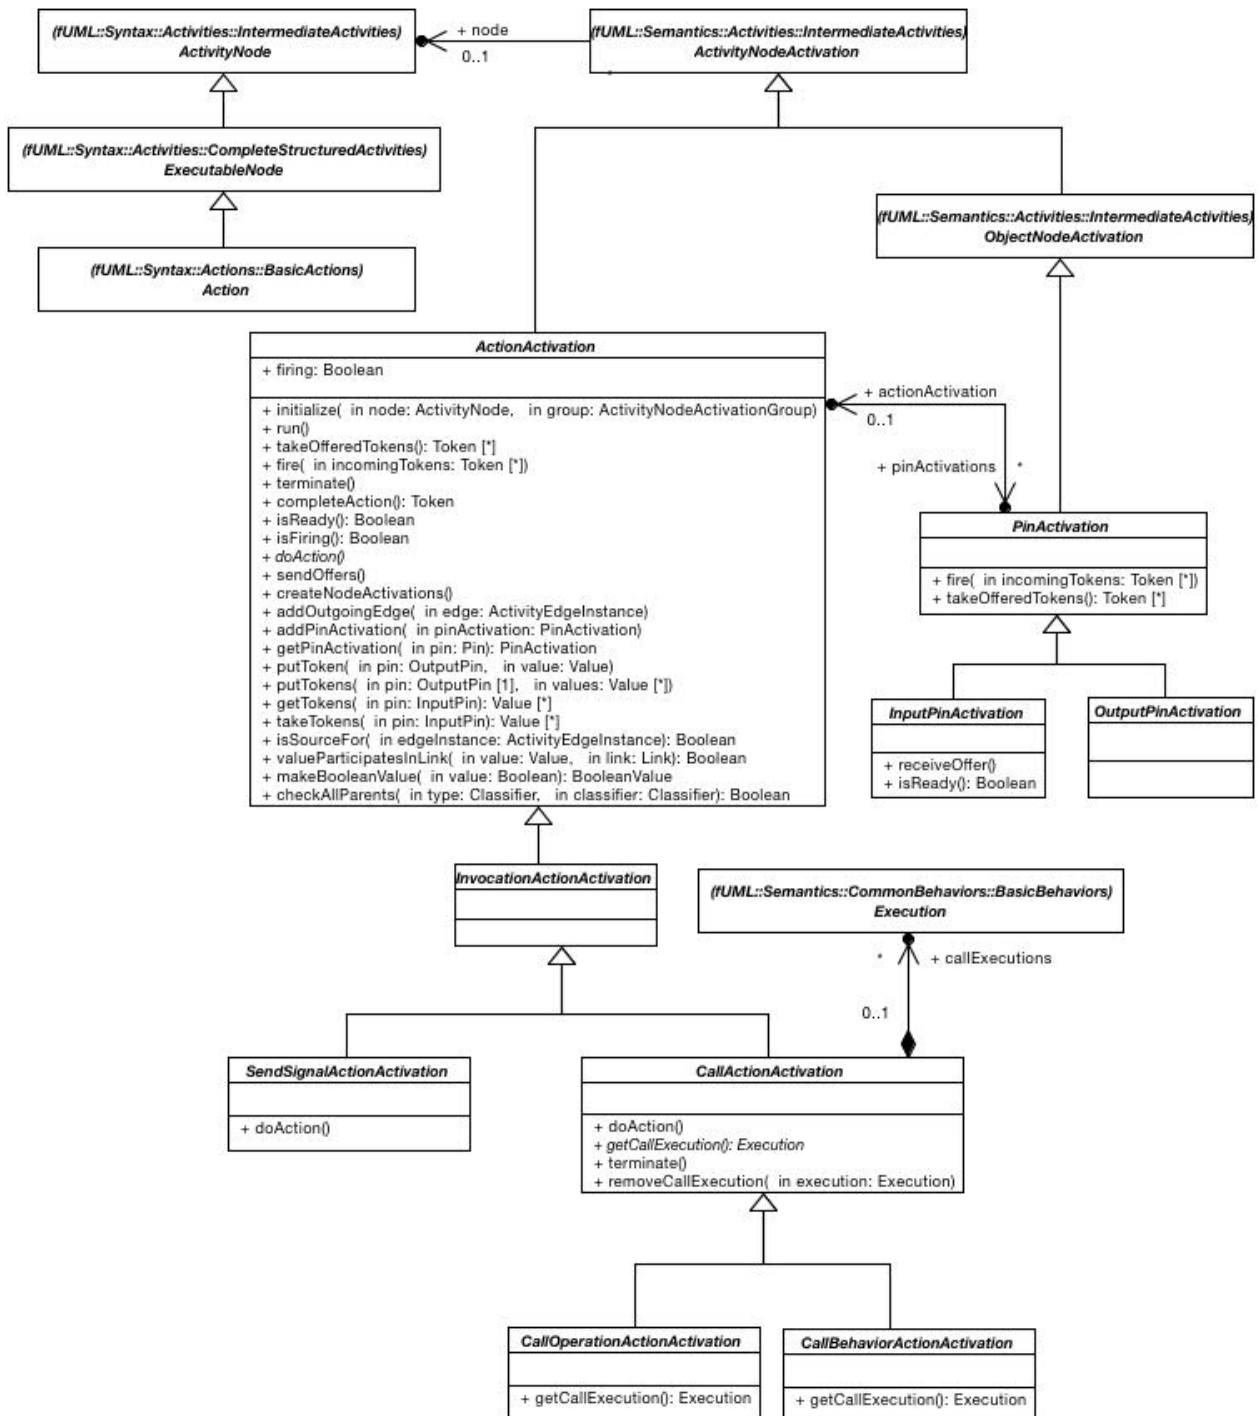 (fUML::Syntax::Activities::IntermediateActivities)
ActivityNode
+ node
0..1
(fUML::Semantics::Activities::IntermediateActivities)
ActivityNodeActivation
*
(fUML::Syntax::Activities::CompleteStructuredActivities)
ExecutableNode
(fUML::Semantics::Activities::IntermediateActivities)
ObjectNodeActivation
(fUML::Syntax::Actions::BasicActions)
Action
ActionActivation
+ firing: Boolean
+ initialize( in node: ActivityNode, in group: ActivityNodeActivationGroup)
+ run()
+ takeOfferedTokens(): Token [*]
+ fire( in incomingTokens: Token [*])
+ terminate()
+ completeAction(): Token
+ isReady(): Boolean
+ isFiring(): Boolean
+ doAction()
+ sendOffers()
+ createNodeActivations()
+ addOutgoingEdge( in edge: ActivityEdgeInstance)
+ addPinActivation( in pinActivation: PinActivation)
+ getPinActivation( in pin: Pin): PinActivation
+ putToken( in pin: OutputPin, in value: Value)
+ putTokens( in pin: OutputPin [1], in values: Value [*])
+ getTokens( in pin: InputPin): Value [*]
+ takeTokens( in pin: InputPin): Value [*]
+ isSourceFor( in edgeInstance: ActivityEdgeInstance): Boolean
+ valueParticipatesInLink( in value: Value, in link: Link): Boolean
+ makeBooleanValue( in value: Boolean): BooleanValue
+ checkAllParents( in type: Classifier, in classifier: Classifier): Boolean
+ actionActivation
0..1
+ pinActivations *
PinActivation
+ fire( in incomingTokens: Token [*])
+ takeOfferedTokens(): Token [*]
InputPinActivation
+ receiveOffer()
+ isReady(): Boolean
OutputPinActivation
InvocationActionActivation
(fUML::Semantics::CommonBehaviors::BasicBehaviors)
Execution
* + callExecutions
0..1
SendSignalActionActivation
+ doAction()
CallActionActivation
+ doAction()
+ getCallExecution(): Execution
+ terminate()
+ removeCallExecution( in execution: Execution)
CallOperationActionActivation
+ getCallExecution(): Execution
CallBehaviorActionActivation
+ getCallExecution(): Execution